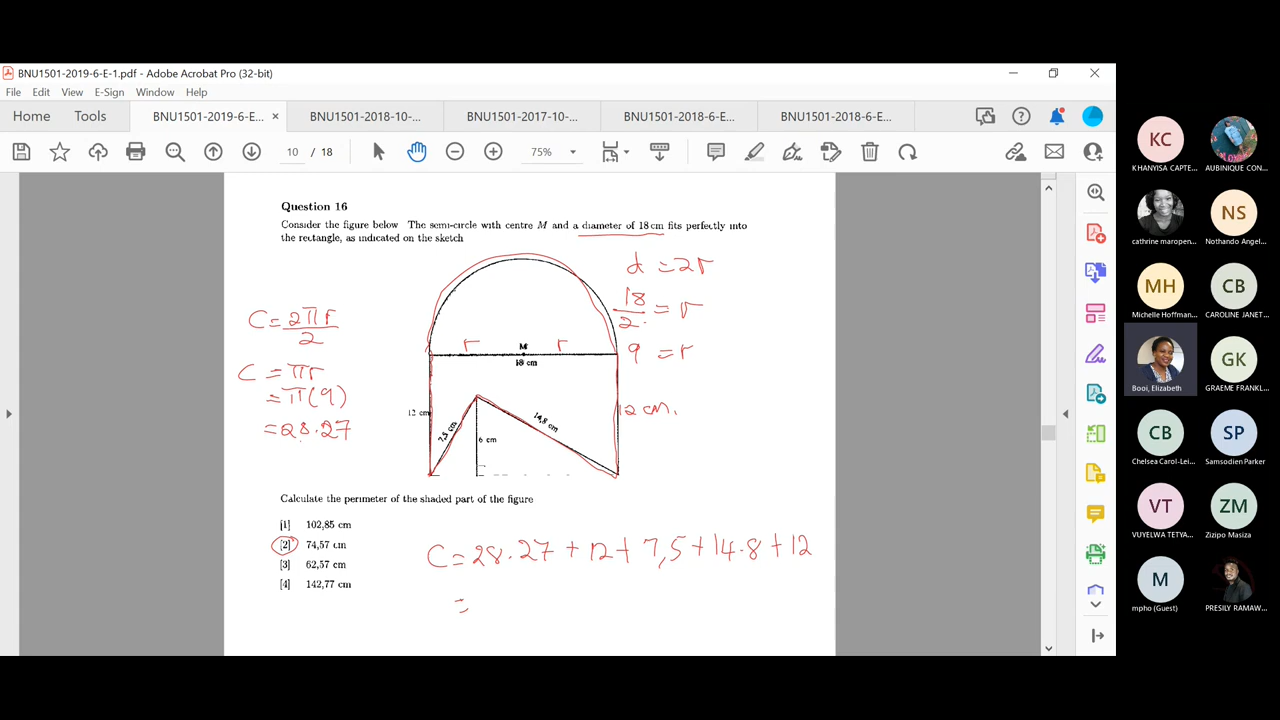 BNU1501-2019-6-E-1.pdf - Adobe Acrobat Pro (32-bit)
File Edit View E-Sign Window Help
Home Tools BNU1501-2019-6-E... × BNU1501-2018-10-... BNU1501-2017-10-... BNU1501-2018-6-E... BNU1501-2018-6-E...
10 / 18 75%
Question 16
Consider the figure below The semi-circle with centre M and a diameter of 18 cm fits perfectly into
the rectangle, as indicated on the sketch
d = 2r
18/2 = r
9 = r
C = 2πr/2
C = πr
= π(9)
= 28.27
r M r
18 cm
12 cm
12 cm.
7,5 cm
6 cm
14,8 cm
Calculate the perimeter of the shaded part of the figure
[1] 102,85 cm
[2] 74,57 cm
[3] 62,57 cm
[4] 142,77 cm
C = 28.27 + 12 + 7,5 + 14.8 + 12
=
KC
KHANYISA CAPTE...
AUBINIQUE CON...
cathrine maropen...
NS
Nothando Angel...
MH
Michelle Hoffman...
CB
CAROLINE JANET...
Booi, Elizabeth
GK
GRAEME FRANKL...
CB
Chelsea Carol-Lei...
SP
Samsodien Parker
VT
VUYELWA TETYA...
ZM
Zizipo Masiza
M
mpho (Guest)
PRESILY RAMAW...